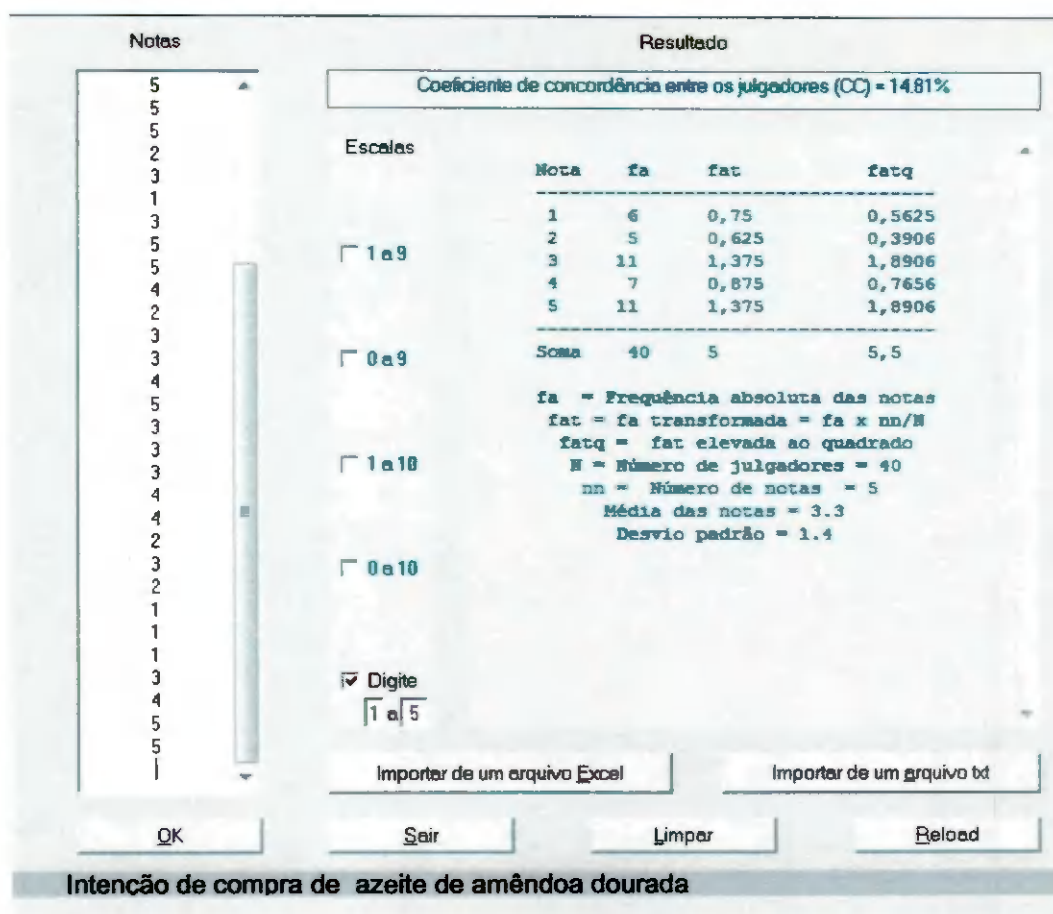 Notas
5
5
5
2
3
1
3
5
5
4
2
3
3
4
5
3
3
3
4
4
2
3
2
1
1
1
3
4
5
5
Resultado
Coeficiente de concordância entre os julgadores (CC) = 14.81%
Escalas
1 a 9
0 a 9
1 a 10
0 a 10
Digite
1 a 5
Nota fa fat fatq
1 6 0,75 0,5625
2 5 0,625 0,3906
3 11 1,375 1,8906
4 7 0,875 0,7656
5 11 1,375 1,8906
Soma 40 5 5,5
fa = Frequência absoluta das notas
fat = fa transformada = fa x nn/N
fatq = fat elevada ao quadrado
N = Número de julgadores = 40
nn = Número de notas = 5
Média das notas = 3.3
Desvio padrão = 1.4
Importar de um arquivo Excel Importar de um arquivo txt
OK Sair Limpar Reload
Intenção de compra de azeite de amêndoa dourada